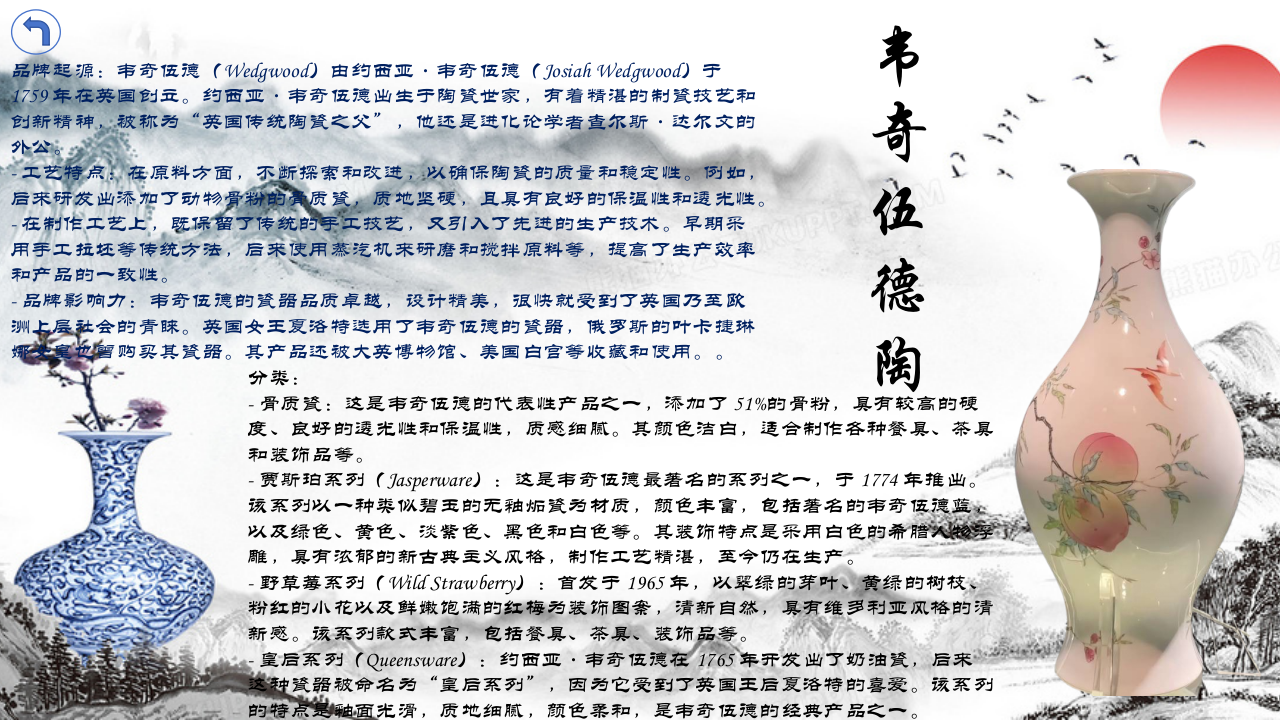 品牌起源：韦奇伍德（Wedgwood）由约西亚·韦奇伍德（Josiah Wedgwood）于
1759年在英国创立。约西亚·韦奇伍德出生于陶瓷世家，有着精湛的制瓷技艺和
创新精神，被称为“英国传统陶瓷之父”，他还是进化论学者查尔斯·达尔文的
外公。
- 工艺特点：在原料方面，不断探索和改进，以确保陶瓷的质量和稳定性。例如，
后来研发出添加了动物骨粉的骨质瓷，质地坚硬，且具有良好的保温性和透光性。
- 在制作工艺上，既保留了传统的手工技艺，又引入了先进的生产技术。早期采
用手工拉坯等传统方法，后来使用蒸汽机来研磨和搅拌原料等，提高了生产效率
和产品的一致性。
- 品牌影响力：韦奇伍德的瓷器品质卓越，设计精美，很快就受到了英国乃至欧
洲上层社会的青睐。英国女王夏洛特选用了韦奇伍德的瓷器，俄罗斯的叶卡捷琳
娜女皇也曾购买其瓷器。其产品还被大英博物馆、美国白宫等收藏和使用。。
韦
奇
伍
德
陶
分类：
- 骨质瓷：这是韦奇伍德的代表性产品之一，添加了51%的骨粉，具有较高的硬
度、良好的透光性和保温性，质感细腻。其颜色洁白，适合制作各种餐具、茶具
和装饰品等。
- 贾斯珀系列（Jasperware）：这是韦奇伍德最著名的系列之一，于1774年推出。
该系列以一种类似碧玉的无釉炻瓷为材质，颜色丰富，包括著名的韦奇伍德蓝，
以及绿色、黄色、淡紫色、黑色和白色等。其装饰特点是采用白色的希腊人物浮
雕，具有浓郁的新古典主义风格，制作工艺精湛，至今仍在生产。
- 野草莓系列（Wild Strawberry）：首发于1965年，以翠绿的芽叶、黄绿的树枝、
粉红的小花以及鲜嫩饱满的红梅为装饰图案，清新自然，具有维多利亚风格的清
新感。该系列款式丰富，包括餐具、茶具、装饰品等。
- 皇后系列（Queensware）：约西亚·韦奇伍德在1765年开发出了奶油瓷，后来
这种瓷器被命名为“皇后系列”，因为它受到了英国王后夏洛特的喜爱。该系列
的特点是釉面光滑，质地细腻，颜色柔和，是韦奇伍德的经典产品之一。